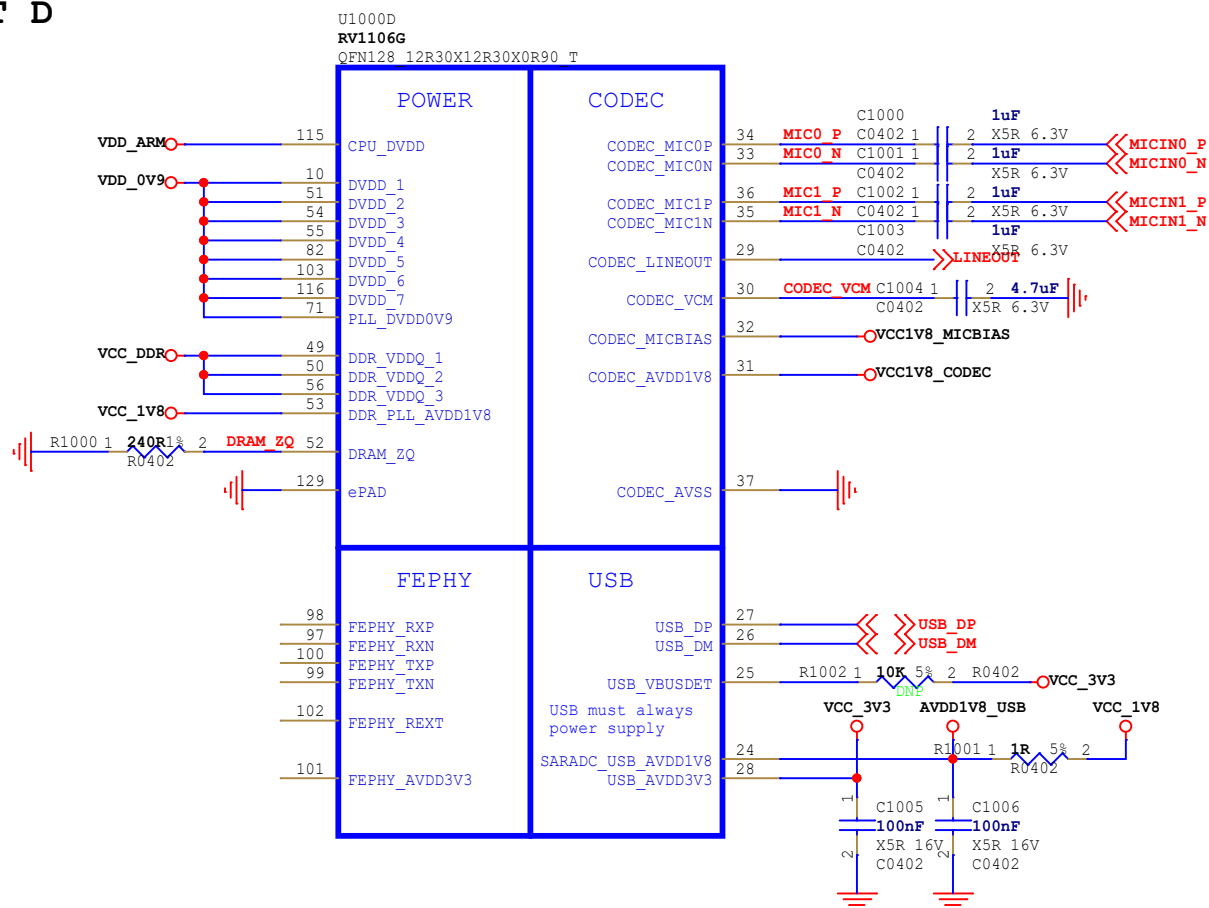 T D
U1000D
RV1106G
QFN128_12R30X12R30X0R90_T
POWER
CODEC
VDD_ARM 115 CPU_DVDD
VDD_0V9 10 DVDD_1
51 DVDD_2
54 DVDD_3
55 DVDD_4
82 DVDD_5
103 DVDD_6
116 DVDD_7
71 PLL_DVDD0V9
VCC_DDR 49 DDR_VDDQ_1
50 DDR_VDDQ_2
56 DDR_VDDQ_3
VCC_1V8 53 DDR_PLL_AVDD1V8
R1000 1 240R 1% 2 DRAM_ZQ 52 DRAM_ZQ
R0402
129 ePAD
C1000 1uF
CODEC_MIC0P 34 MIC0_P C0402 1 2 X5R 6.3V MICIN0_P
CODEC_MIC0N 33 MIC0_N C1001 1 2 1uF MICIN0_N
C0402 X5R 6.3V
CODEC_MIC1P 36 MIC1_P C1002 1 2 1uF MICIN1_P
CODEC_MIC1N 35 MIC1_N C0402 1 2 X5R 6.3V MICIN1_N
C1003 1uF
C0402 X5R 6.3V
CODEC_LINEOUT 29 LINEOUT
CODEC_VCM 30 CODEC_VCM C1004 1 2 4.7uF
C0402 X5R 6.3V
CODEC_MICBIAS 32 VCC1V8_MICBIAS
CODEC_AVDD1V8 31 VCC1V8_CODEC
CODEC_AVSS 37
FEPHY
USB
98 FEPHY_RXP
97 FEPHY_RXN
100 FEPHY_TXP
99 FEPHY_TXN
102 FEPHY_REXT
101 FEPHY_AVDD3V3
USB_DP 27 USB_DP
USB_DM 26 USB_DM
USB_VBUSDET 25 R1002 1 10K 5% 2 R0402 VCC_3V3
DNP
USB must always
power supply
VCC_3V3 AVDD1V8_USB VCC_1V8
SARADC_USB_AVDD1V8 24 R1001 1 1R 5% 2
R0402
USB_AVDD3V3 28
1 C1005 1 C1006
100nF 100nF
X5R 16V X5R 16V
2 C0402 2 C0402